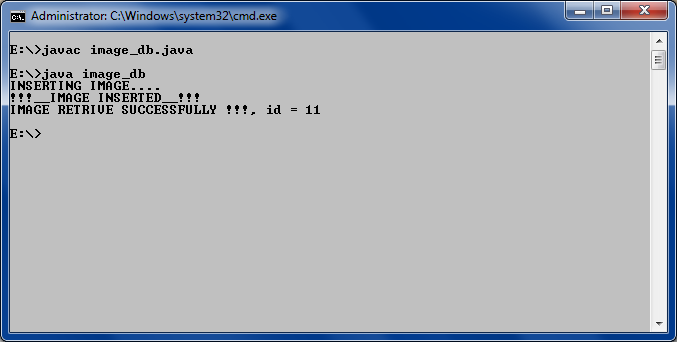 Administrator: C:\Windows\system32\cmd.exe
E:\>javac image_db.java
E:\>java image_db
INSERTING IMAGE....
!!!__IMAGE INSERTED__!!!
IMAGE RETRIVE SUCCESSFULLY !!!, id = 11
E:\>